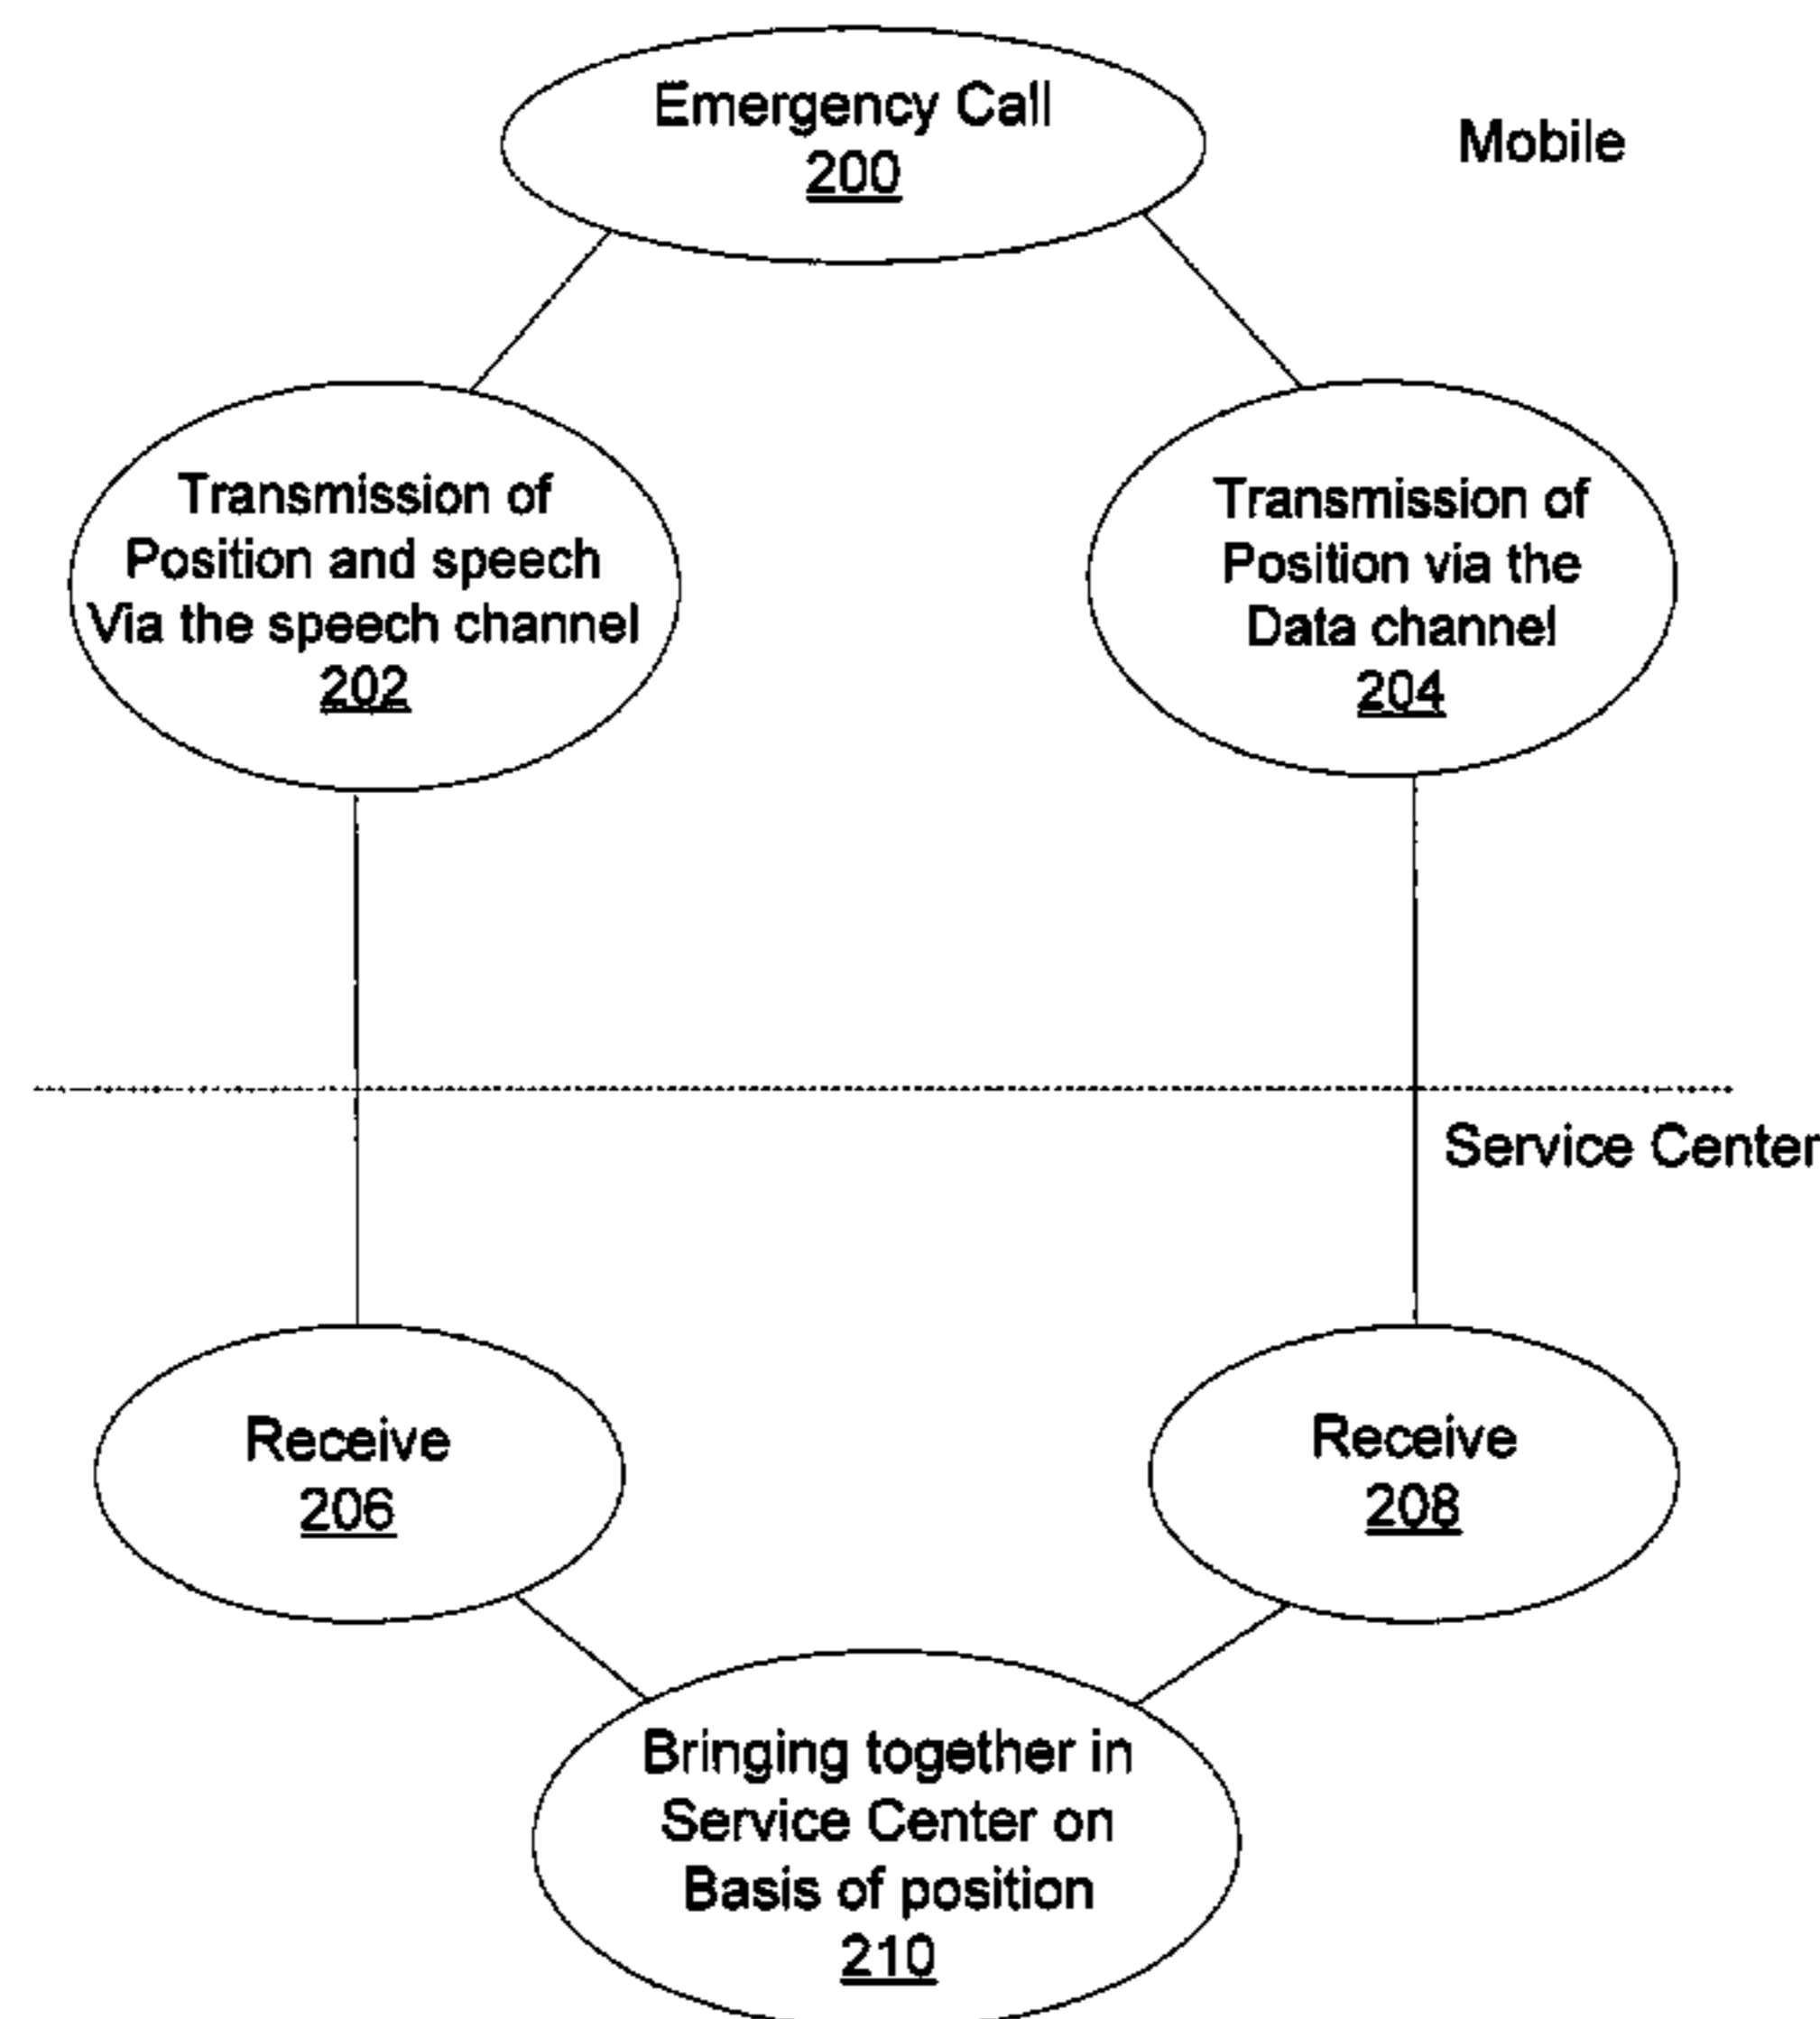 Emergency Call
200
Mobile
Transmission of
Position and speech
Via the speech channel
202
Transmission of
Position via the
Data channel
204
Service Center
Receive
206
Receive
208
Bringing together in
Service Center on
Basis of position
210